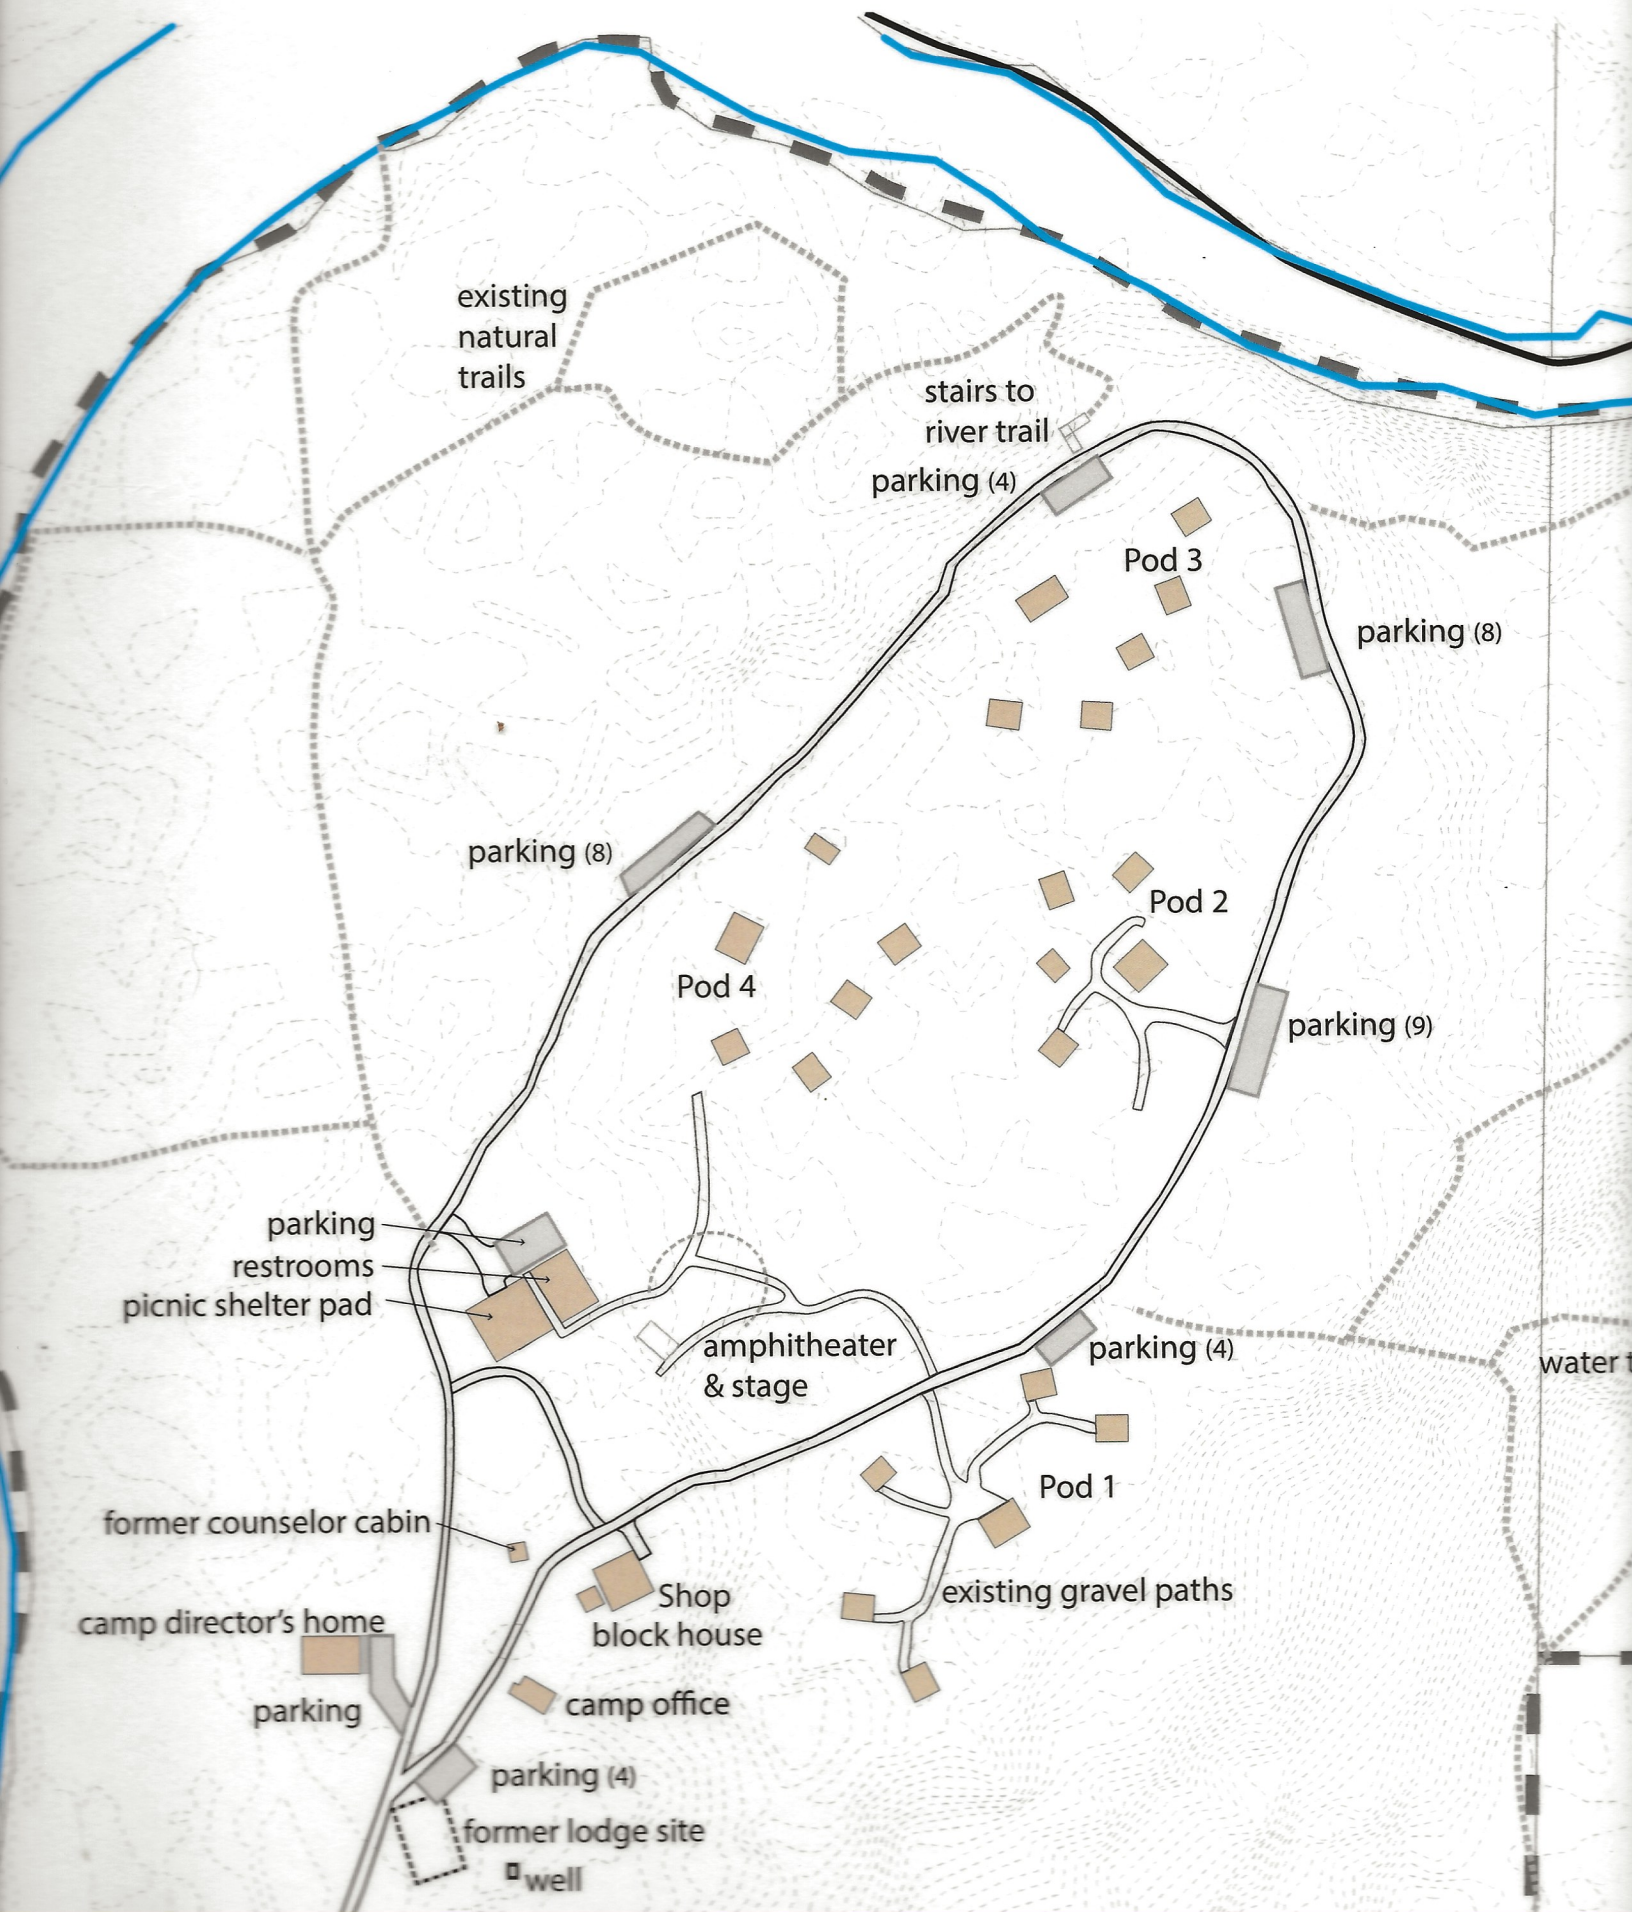 existing
natural
trails
stairs to
river trail
parking (4)
Pod 3
parking (8)
parking (8)
Pod 2
Pod 4
parking (9)
parking
restrooms
picnic shelter pad
amphitheater
& stage
parking (4)
water
Pod 1
former counselor cabin
existing gravel paths
Shop
block house
camp director's home
camp office
parking
parking (4)
former lodge site
well